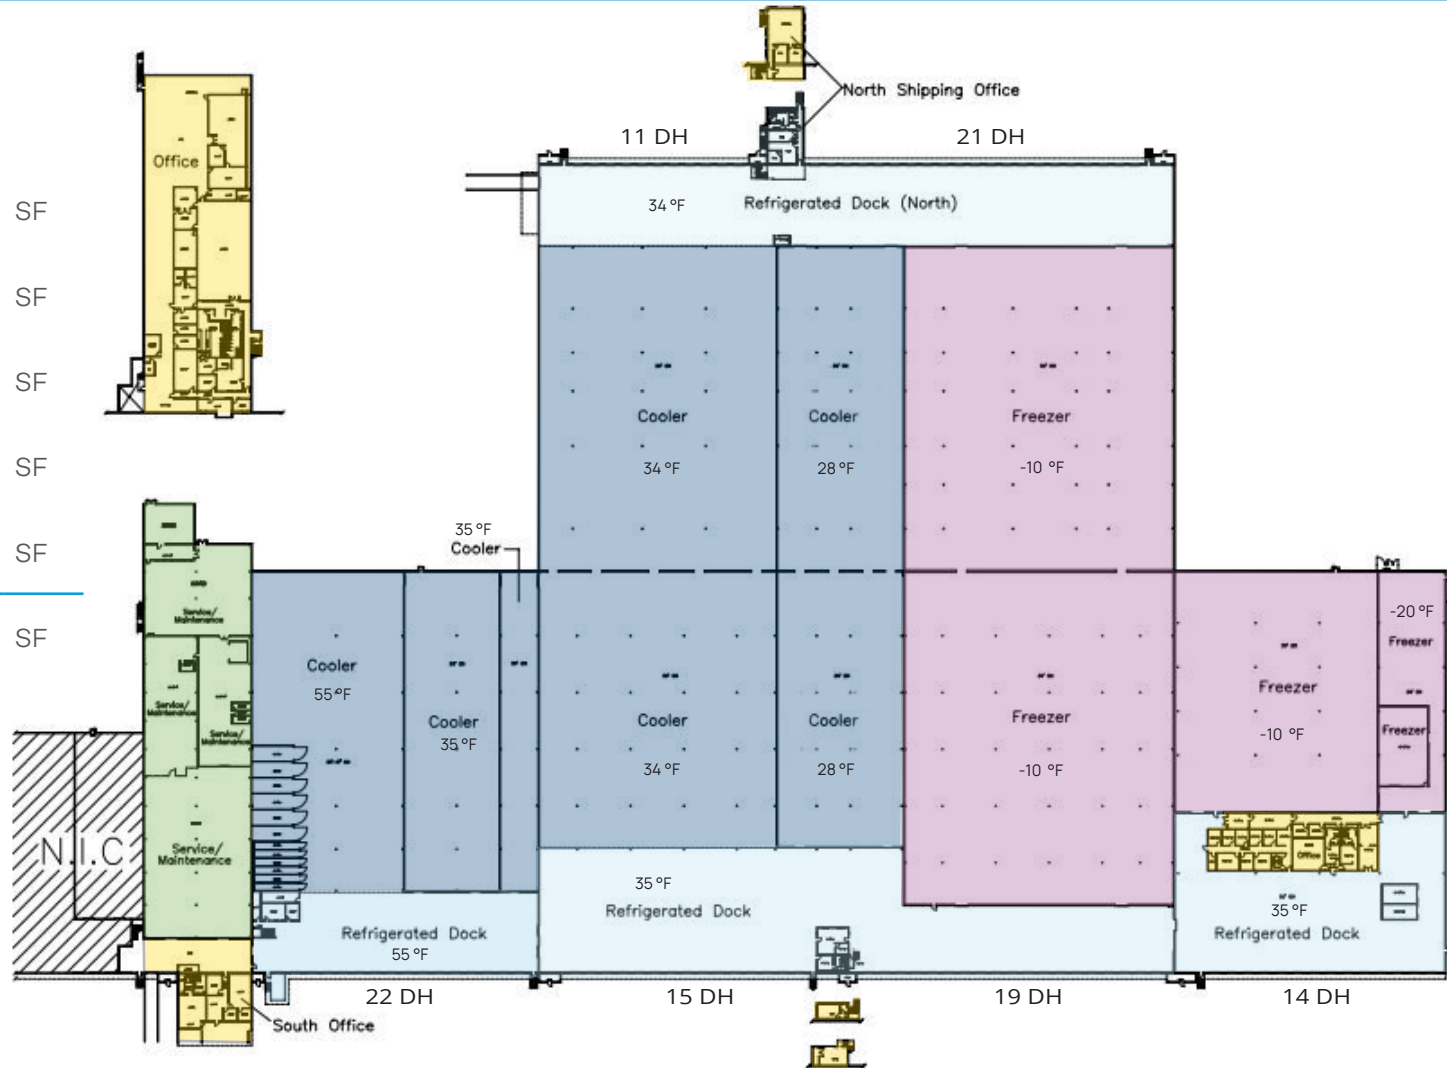 North Shipping Office
11 DH
21 DH
Office
34 °F
Refrigerated Dock (North)
SF
SF
SF
SF
SF
SF
Cooler
34 °F
Cooler
28 °F
Freezer
-10 °F
35 °F
Cooler
Service/
Maintenance
Service/
Maintenance
Service/
Maintenance
Service/
Maintenance
Cooler
55 °F
Cooler
35 °F
Cooler
34 °F
Cooler
28 °F
Freezer
-10 °F
Freezer
-10 °F
-20 °F
Freezer
Freezer
N.I.C
Office
35 °F
Refrigerated Dock
Refrigerated Dock
55 °F
35 °F
Refrigerated Dock
22 DH
15 DH
19 DH
14 DH
South Office